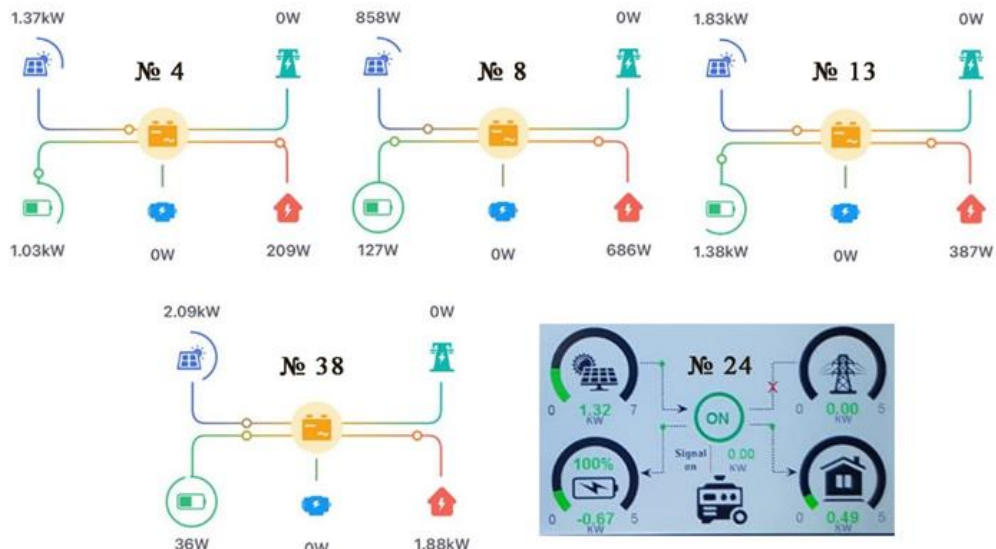 1.37kW 0W
№ 4
1.03kW 0W 209W
858W 0W
№ 8
127W 0W 686W
1.83kW 0W
№ 13
1.38kW 0W 387W
2.09kW 0W
№ 38
36W 0W 1.88kW
№ 24
0 1.32 7
KW
0 0.00 5
KW
ON
Signal
on
0.00
KW
100%
0 -0.67 5
KW
0 0.49 5
KW